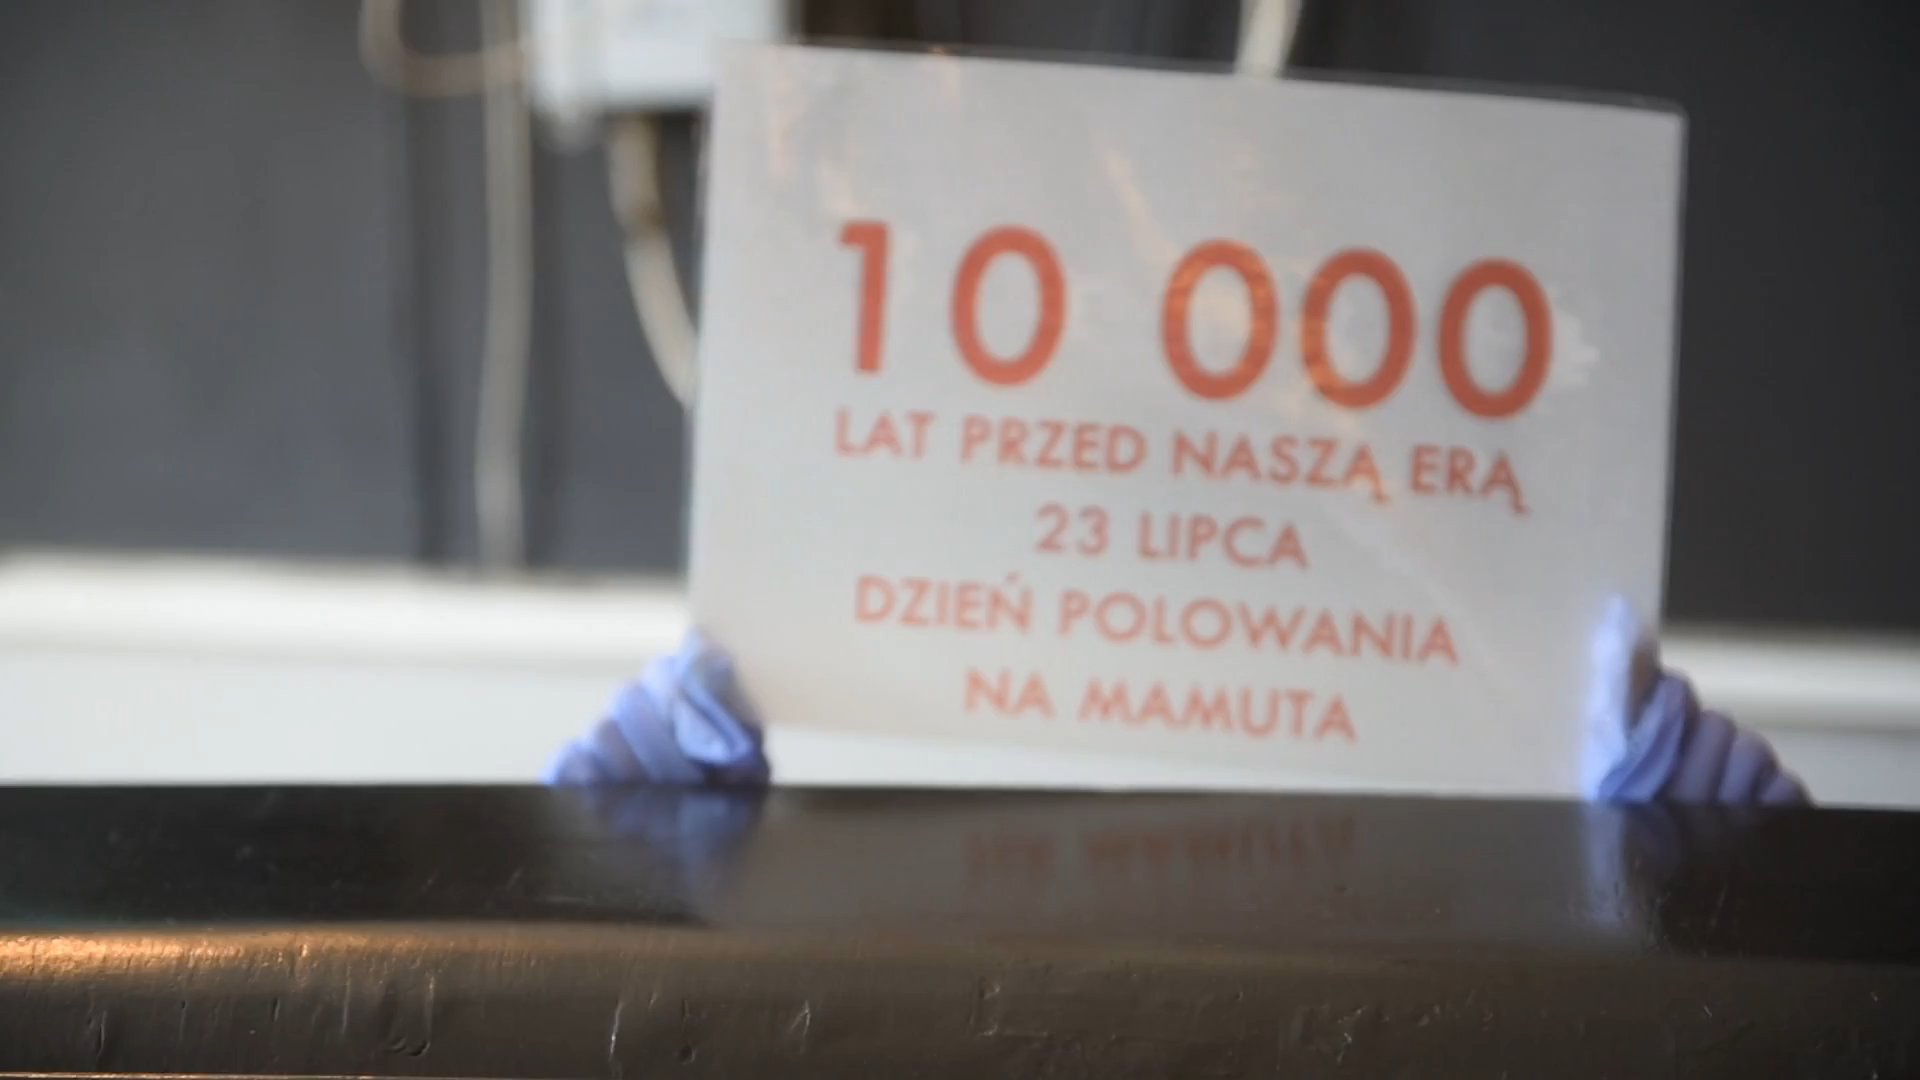 10 000
LAT PRZED NASZĄ ERĄ
23 LIPCA
DZIEŃ POLOWANIA
NA MAMUTA